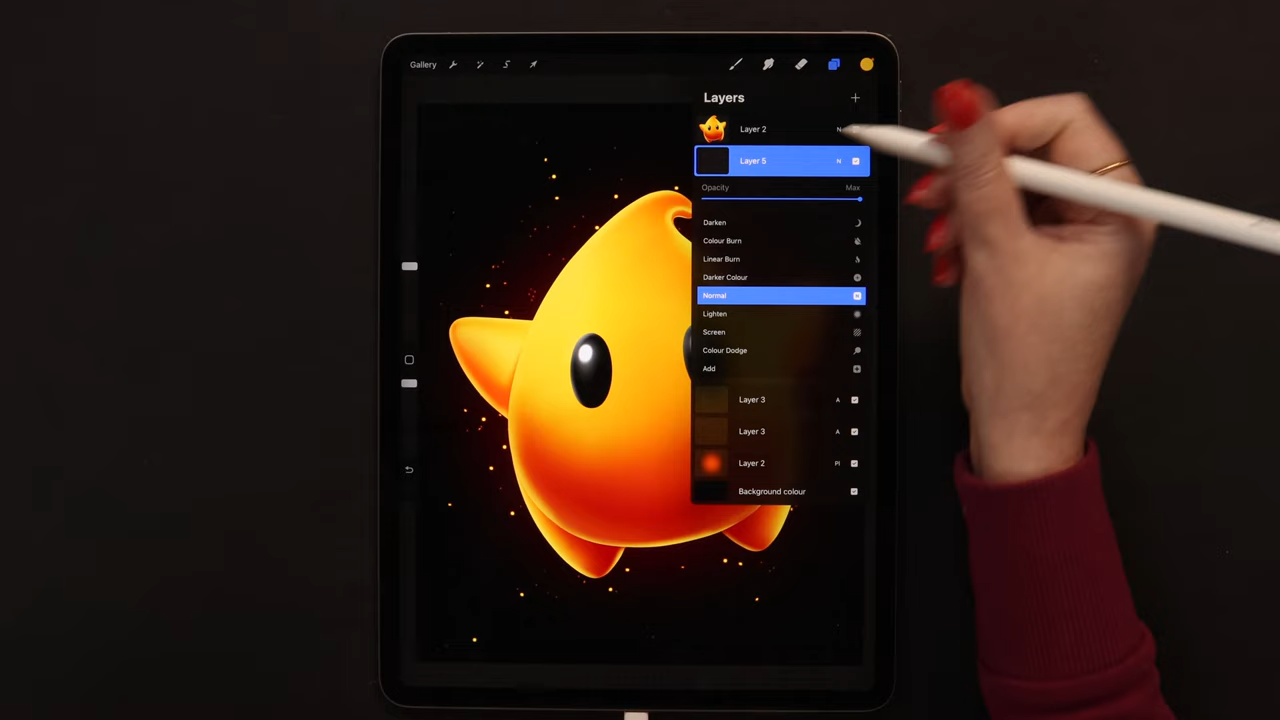 Gallery
Layers
Layer 2 N
Layer 5 N
Opacity Max
Darken
Colour Burn
Linear Burn
Darker Colour
Normal N
Lighten
Screen
Colour Dodge
Add
Layer 3 A
Layer 3 A
Layer 2 Pl
Background colour